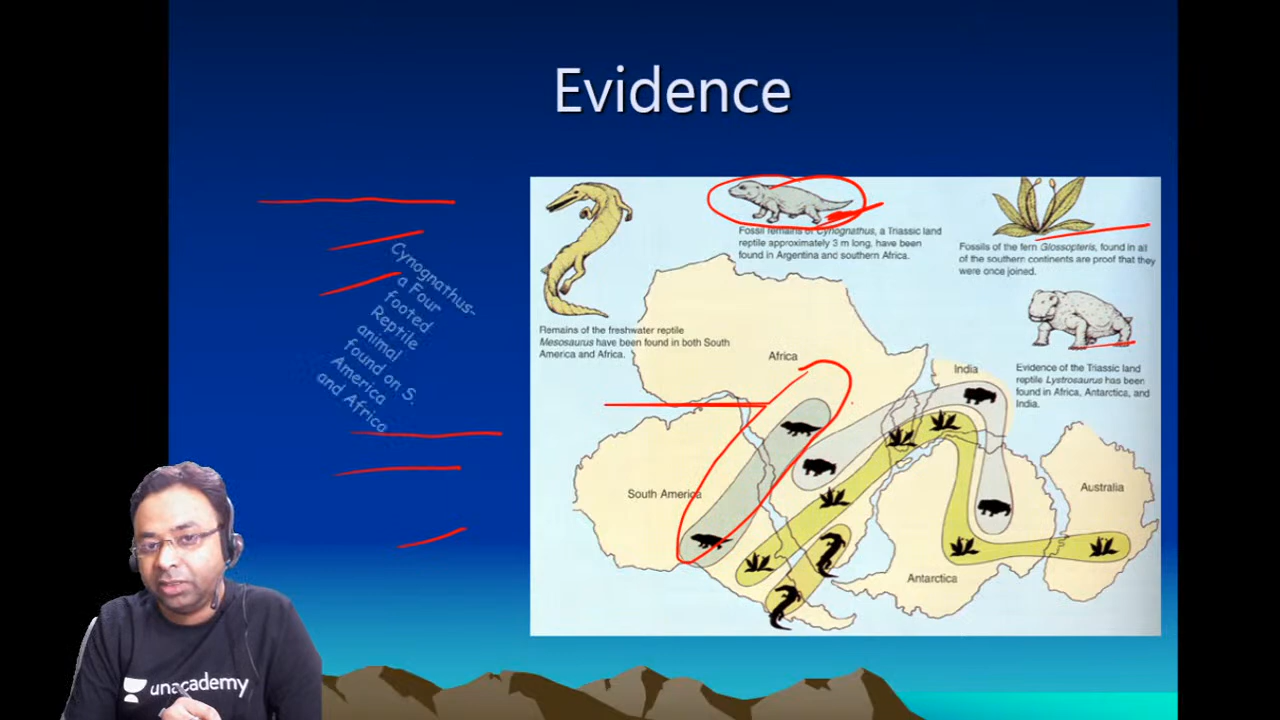 Evidence
Cynognathus-
a Four
footed
Reptile
animal
found on S.
America
and Africa
Fossil remains of Cynognathus, a Triassic land
reptile approximately 3 m long, have been
found in Argentina and southern Africa.
Fossils of the fern Glossopteris, found in all
of the southern continents are proof that they
were once joined.
Remains of the freshwater reptile
Mesosaurus have been found in both South
America and Africa.
Africa
India
Evidence of the Triassic land
reptile Lystrosaurus has been
found in Africa, Antarctica, and
India.
South America
Australia
Antarctica
unacademy